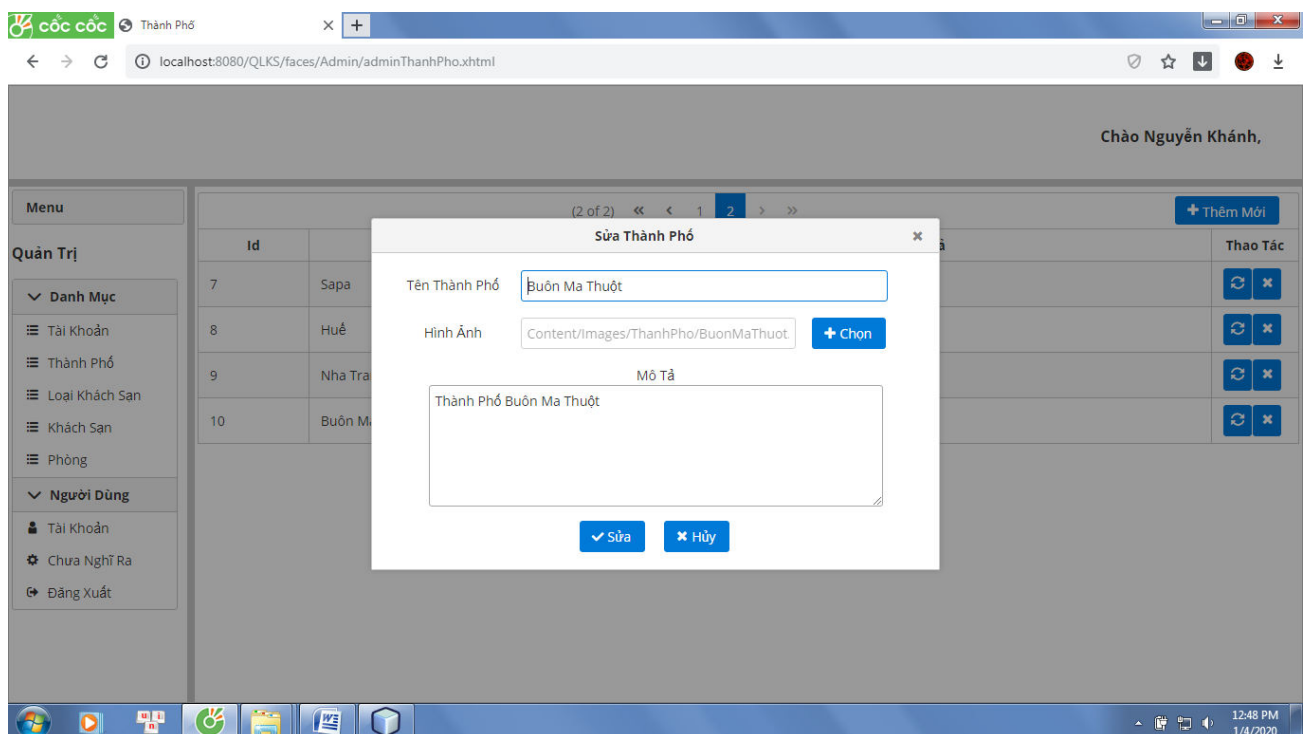 cốc cốc Thành Phố
localhost:8080/QLKS/faces/Admin/adminThanhPho.xhtml
Chào Nguyễn Khánh,
Menu
Quản Trị
Danh Mục
Tài Khoản
Thành Phố
Loại Khách Sạn
Khách Sạn
Phòng
Người Dùng
Tài Khoản
Chưa Nghĩ Ra
Đăng Xuất
(2 of 2) 1 2
Thêm Mới
Id Thao Tác
7 Sapa
8 Huế
9 Nha Tra
10 Buôn Ma
Sửa Thành Phố
Tên Thành Phố Buôn Ma Thuột
Hình Ảnh Content/Images/ThanhPho/BuonMaThuot. Chọn
Mô Tả
Thành Phố Buôn Ma Thuột
Sửa Hủy
12:48 PM
1/4/2020